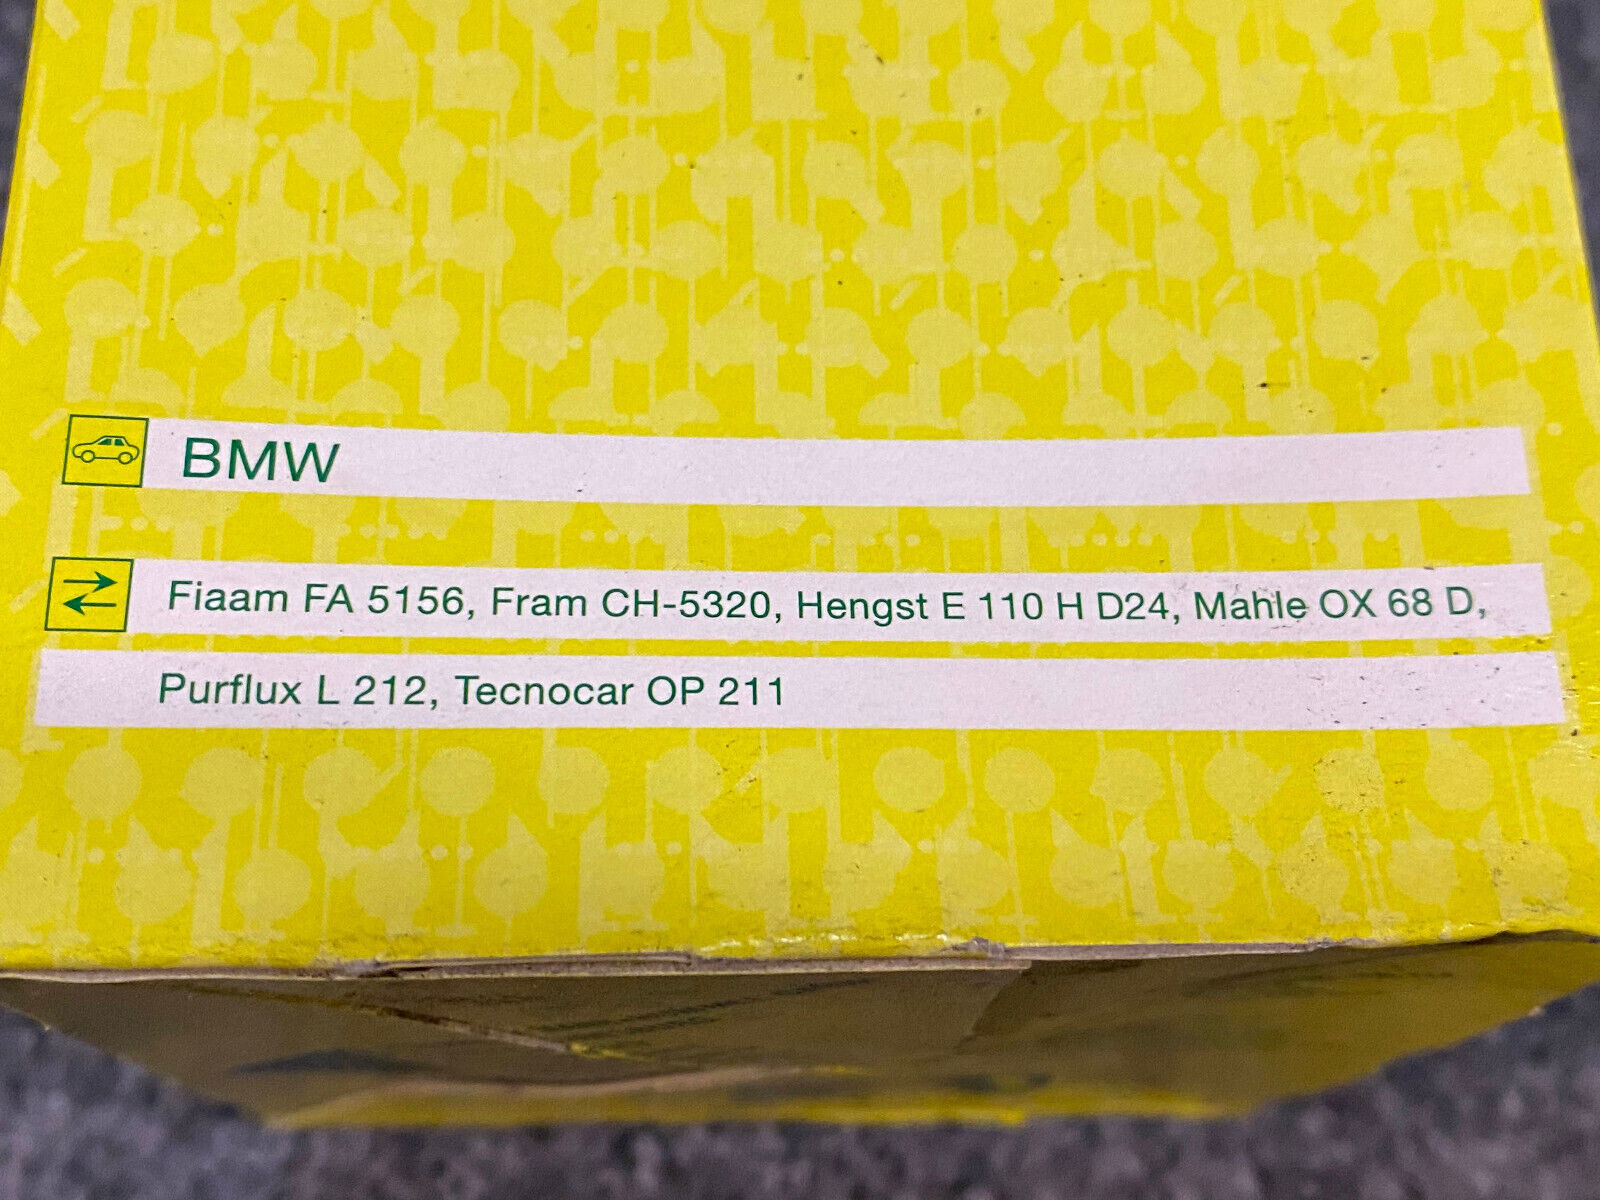 BMW
Fiaam FA 5156, Fram CH-5320, Hengst E 110 H D24, Mahle OX 68 D,
Purflux L 212, Tecnocar OP 211